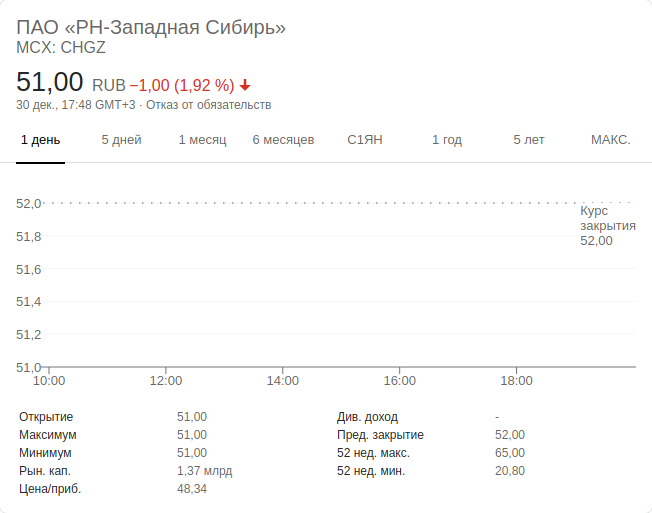 ПАО «РН-Западная Сибирь»
MCX: CHGZ
51,00 RUB −1,00 (1,92 %)
30 дек., 17:48 GMT+3 · Отказ от обязательств
1 день 5 дней 1 месяц 6 месяцев С1ЯН 1 год 5 лет МАКС.
52,0
Курс
закрытия
52,00
51,8
51,6
51,4
51,2
51,0
10:00 12:00 14:00 16:00 18:00
Открытие 51,00 Див. доход -
Максимум 51,00 Пред. закрытие 52,00
Минимум 51,00 52 нед. макс. 65,00
Рын. кап. 1,37 млрд 52 нед. мин. 20,80
Цена/приб. 48,34